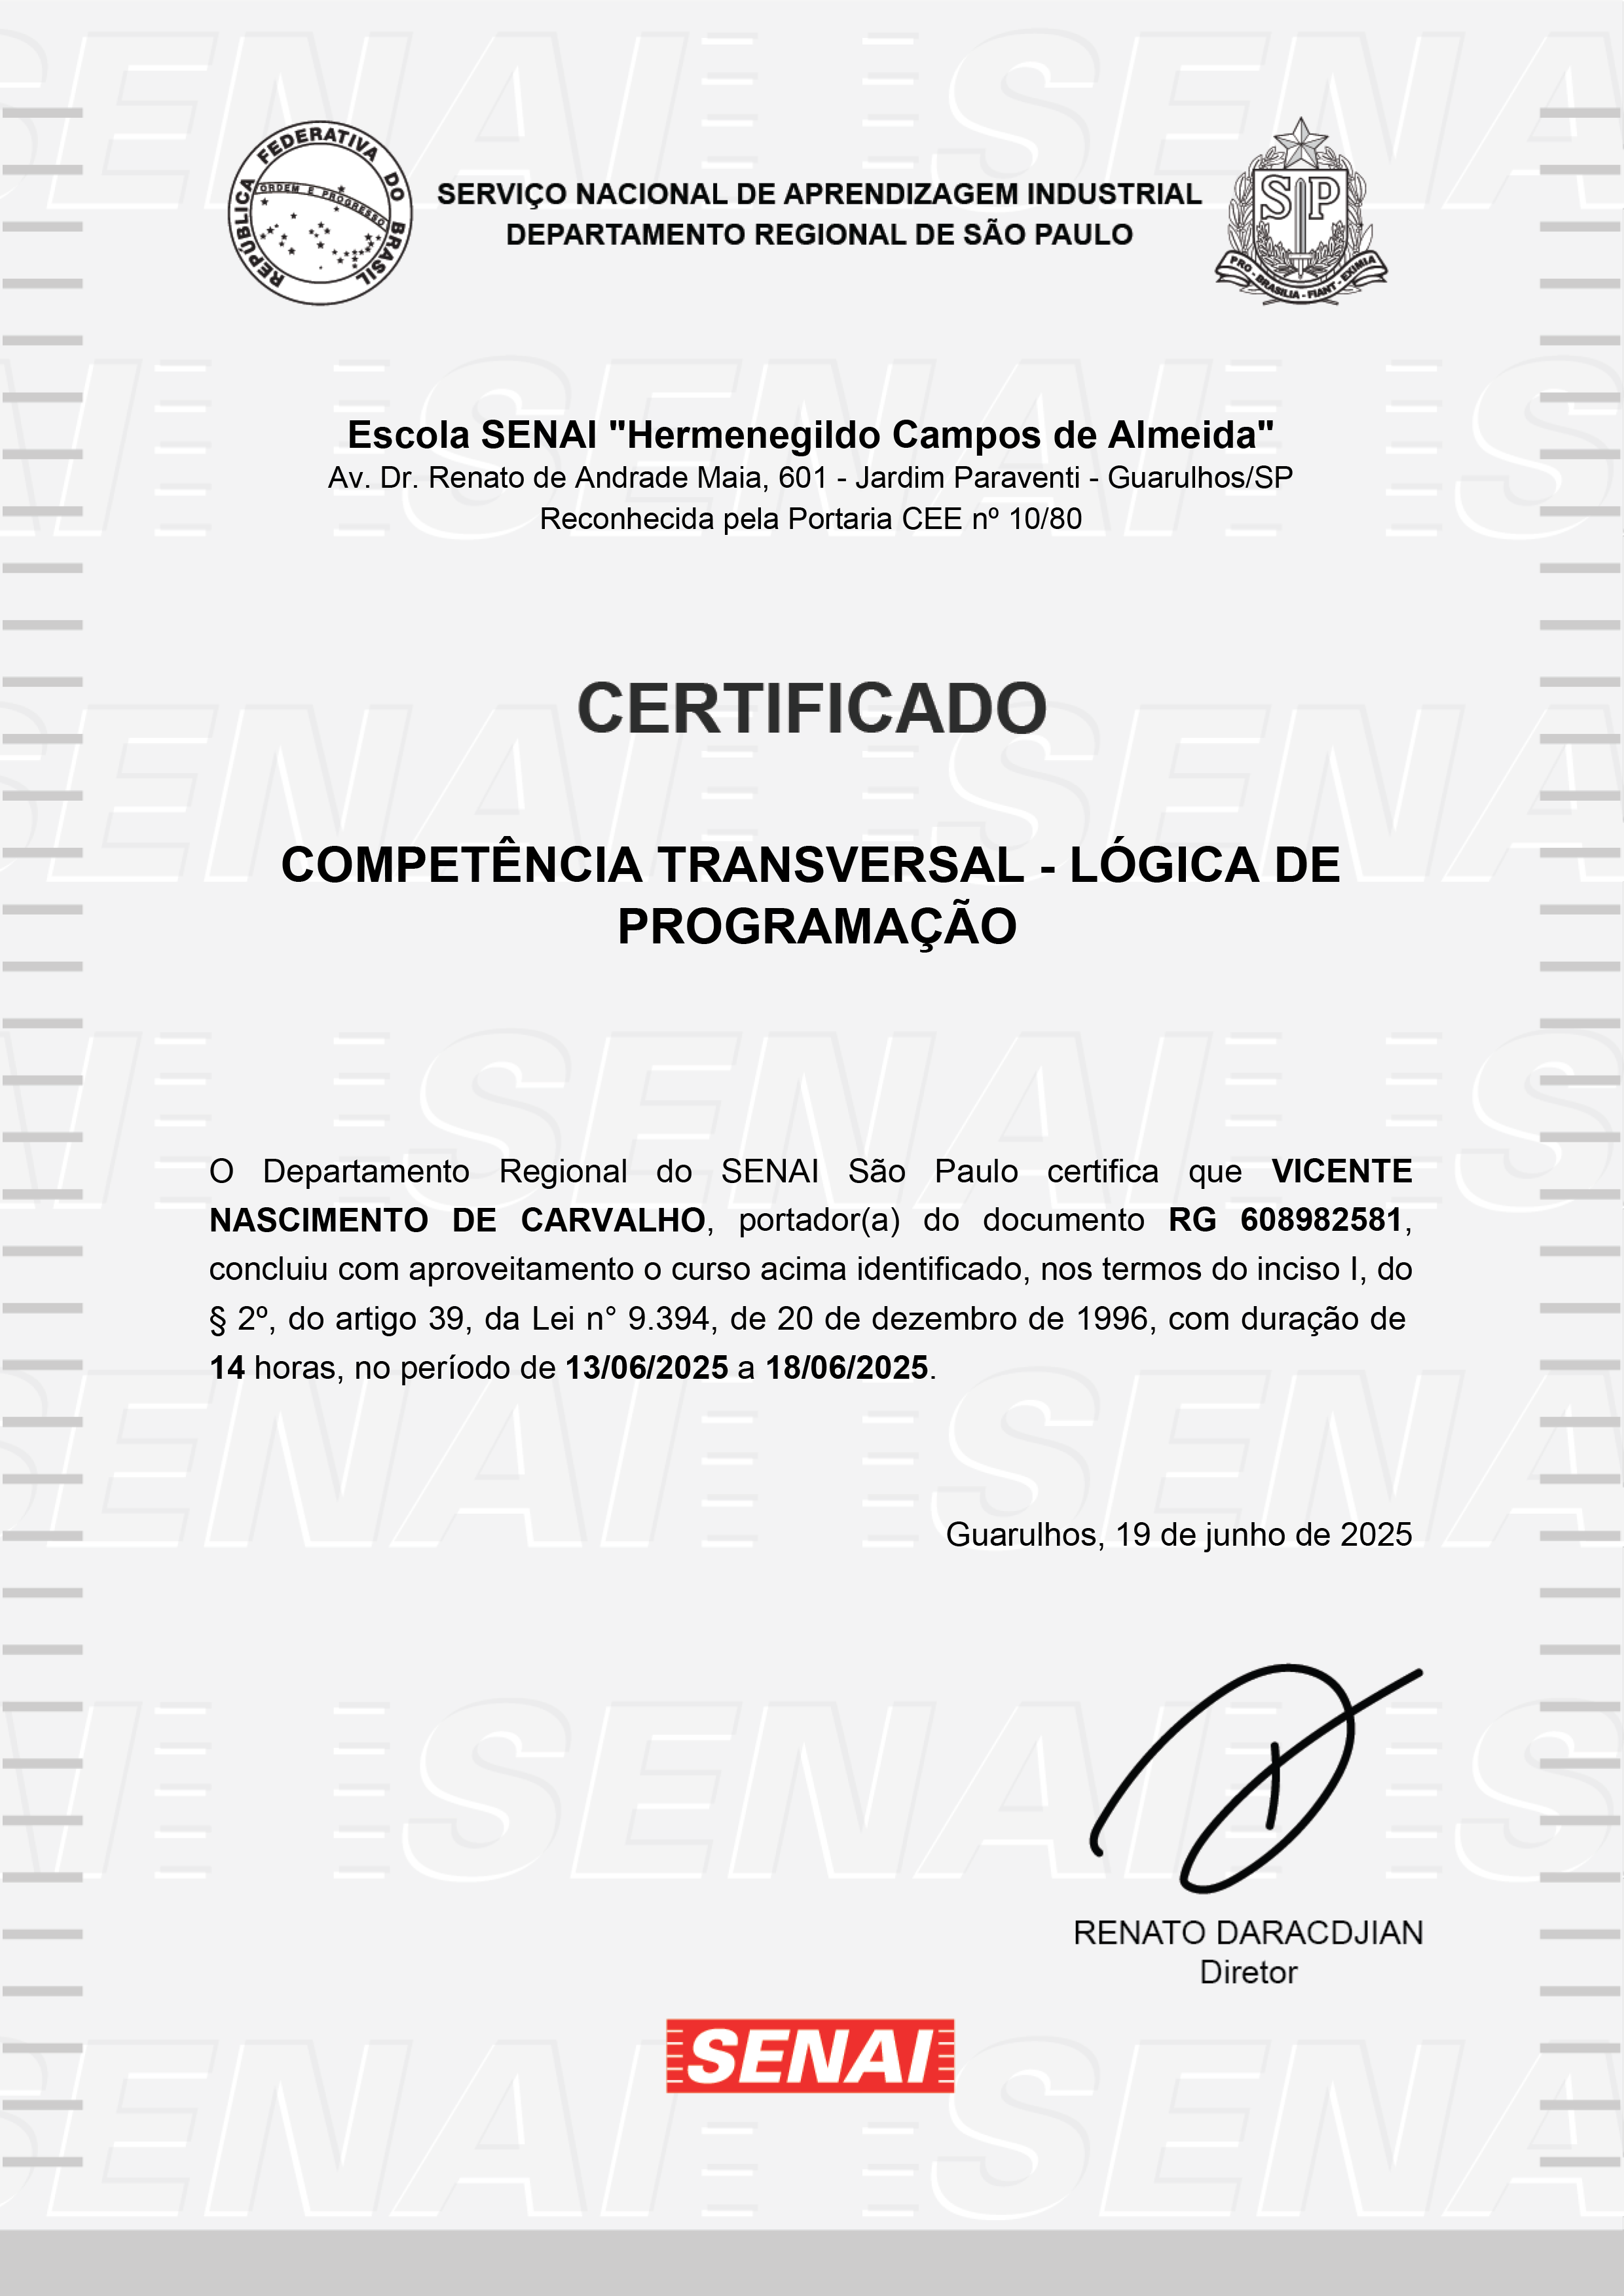 REPÚBLICA FEDERATIVA DO BRASIL
ORDEM E PROGRESSO
SERVIÇO NACIONAL DE APRENDIZAGEM INDUSTRIAL
DEPARTAMENTO REGIONAL DE SÃO PAULO
SP
PRO - BRASILIA - FIANT - EXIMIA
Escola SENAI "Hermenegildo Campos de Almeida"
Av. Dr. Renato de Andrade Maia, 601 - Jardim Paraventi - Guarulhos/SP
Reconhecida pela Portaria CEE nº 10/80
CERTIFICADO
COMPETÊNCIA TRANSVERSAL - LÓGICA DE
PROGRAMAÇÃO
O Departamento Regional do SENAI São Paulo certifica que VICENTE
NASCIMENTO DE CARVALHO, portador(a) do documento RG 608982581,
concluiu com aproveitamento o curso acima identificado, nos termos do inciso I, do
§ 2º, do artigo 39, da Lei n° 9.394, de 20 de dezembro de 1996, com duração de
14 horas, no período de 13/06/2025 a 18/06/2025.
Guarulhos, 19 de junho de 2025
RENATO DARACDJIAN
Diretor
SENAI